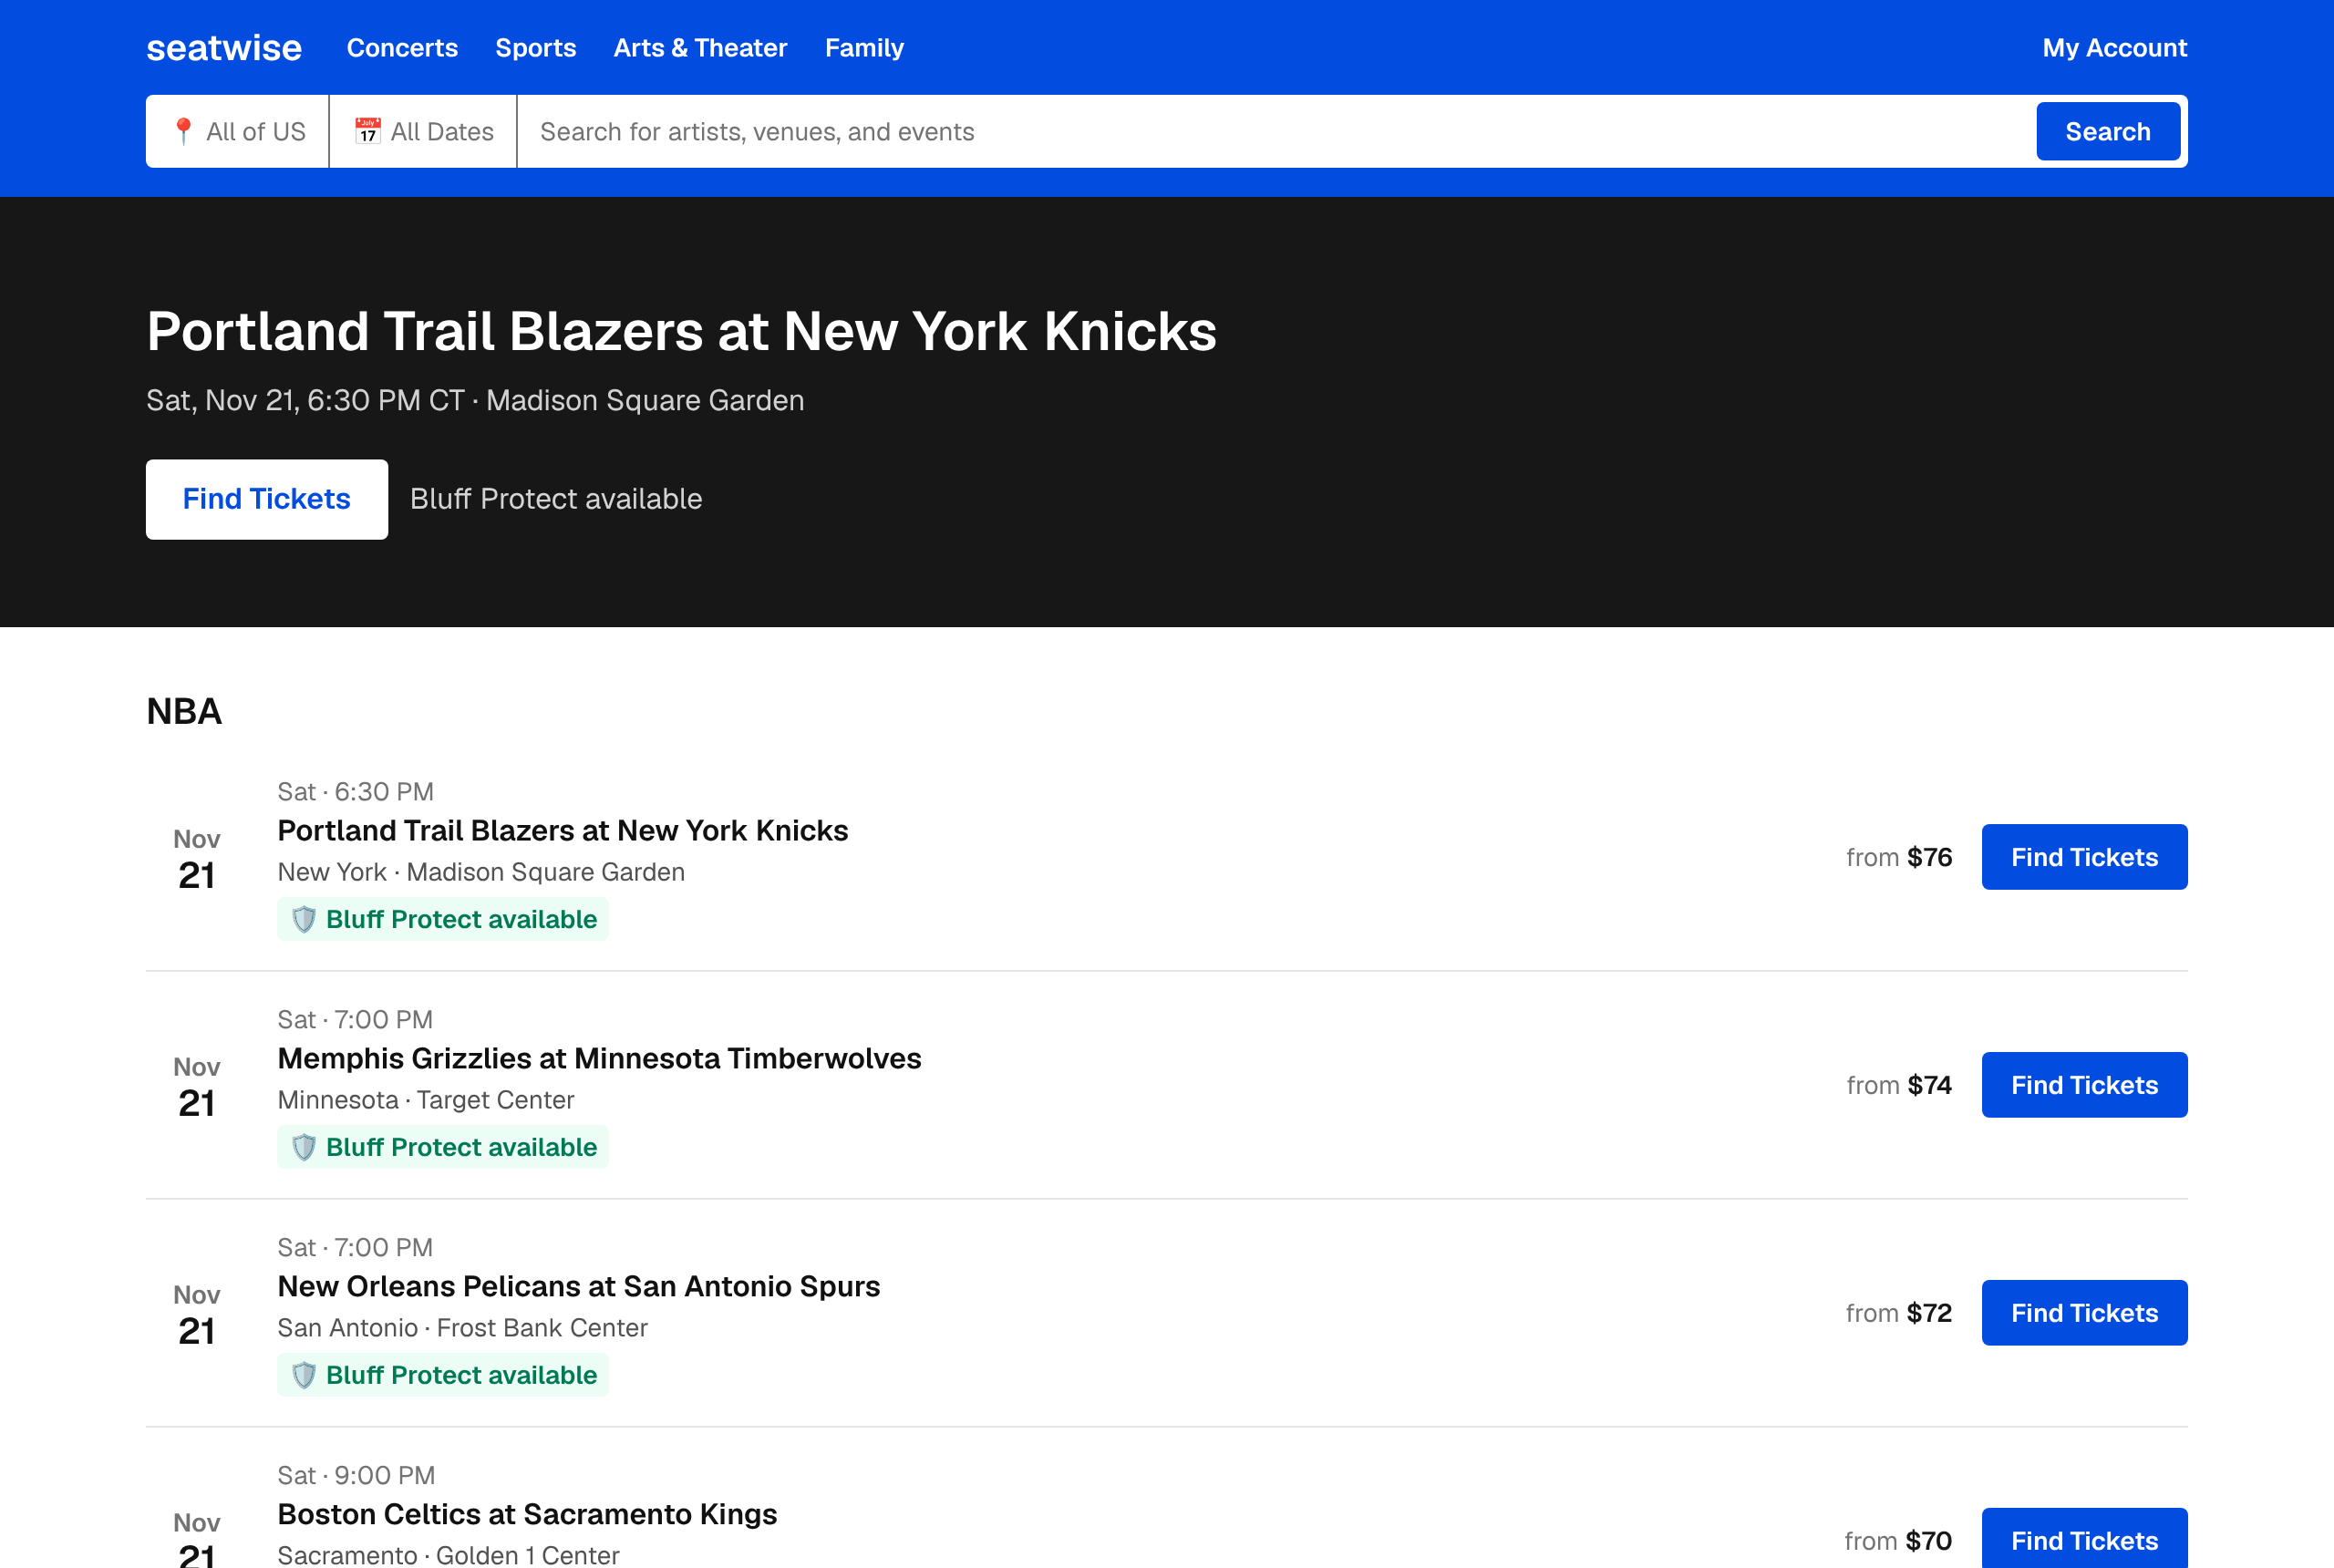 seatwise Concerts Sports Arts & Theater Family My Account
All of US All Dates Search for artists, venues, and events Search
Portland Trail Blazers at New York Knicks
Sat, Nov 21, 6:30 PM CT · Madison Square Garden
Find Tickets Bluff Protect available
NBA
Sat · 6:30 PM
Nov 21
Portland Trail Blazers at New York Knicks
New York · Madison Square Garden
Bluff Protect available
from $76 Find Tickets
Sat · 7:00 PM
Nov 21
Memphis Grizzlies at Minnesota Timberwolves
Minnesota · Target Center
Bluff Protect available
from $74 Find Tickets
Sat · 7:00 PM
Nov 21
New Orleans Pelicans at San Antonio Spurs
San Antonio · Frost Bank Center
Bluff Protect available
from $72 Find Tickets
Sat · 9:00 PM
Nov 21
Boston Celtics at Sacramento Kings
Sacramento · Golden 1 Center
from $70 Find Tickets